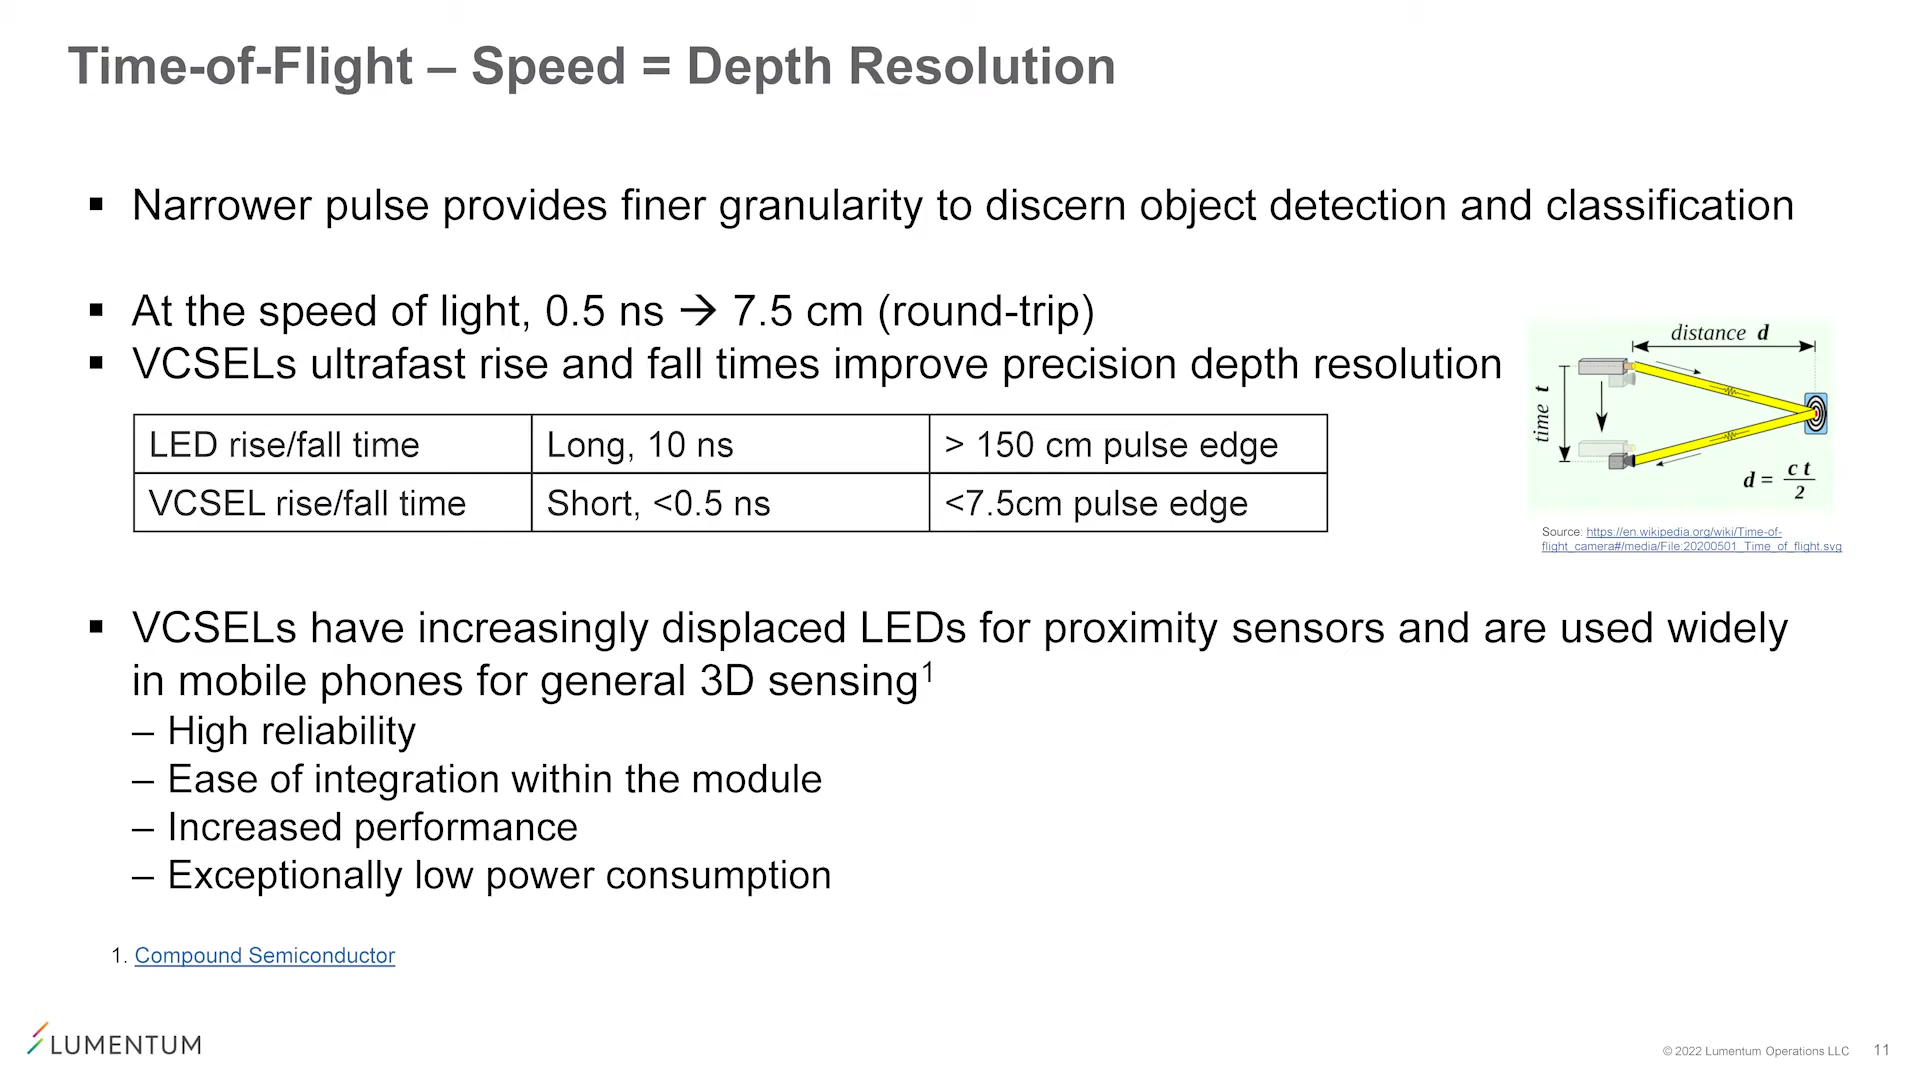 Time-of-Flight – Speed = Depth Resolution
▪ Narrower pulse provides finer granularity to discern object detection and classification
▪ At the speed of light, 0.5 ns → 7.5 cm (round-trip)
▪ VCSELs ultrafast rise and fall times improve precision depth resolution
LED rise/fall time Long, 10 ns > 150 cm pulse edge
VCSEL rise/fall time Short, <0.5 ns <7.5cm pulse edge
distance d
time t
d = c t / 2
Source: https://en.wikipedia.org/wiki/Time-of-
flight_camera#/media/File:20200501_Time_of_flight.svg
▪ VCSELs have increasingly displaced LEDs for proximity sensors and are used widely
in mobile phones for general 3D sensing¹
– High reliability
– Ease of integration within the module
– Increased performance
– Exceptionally low power consumption
1. Compound Semiconductor
LUMENTUM
© 2022 Lumentum Operations LLC 11